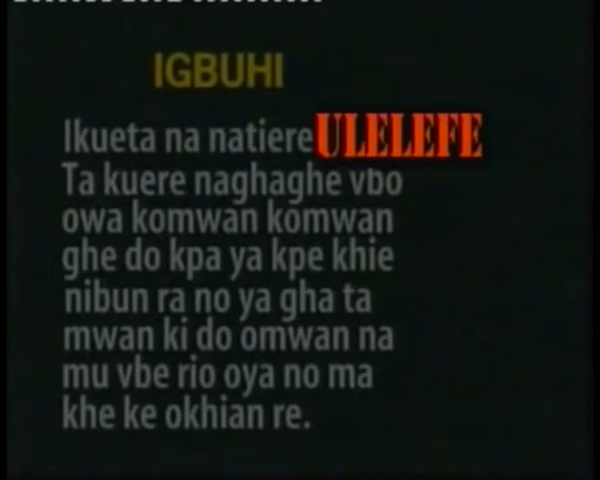 IGBUHI
Ikueta na natiere ULELEFE
Ta kuere naghaghe vbo
owa komwan komwan
ghe do kpa ya kpe khie
nibun ra no ya gha ta
mwan ki do omwan na
mu vbe rio oya no ma
khe ke okhian re.